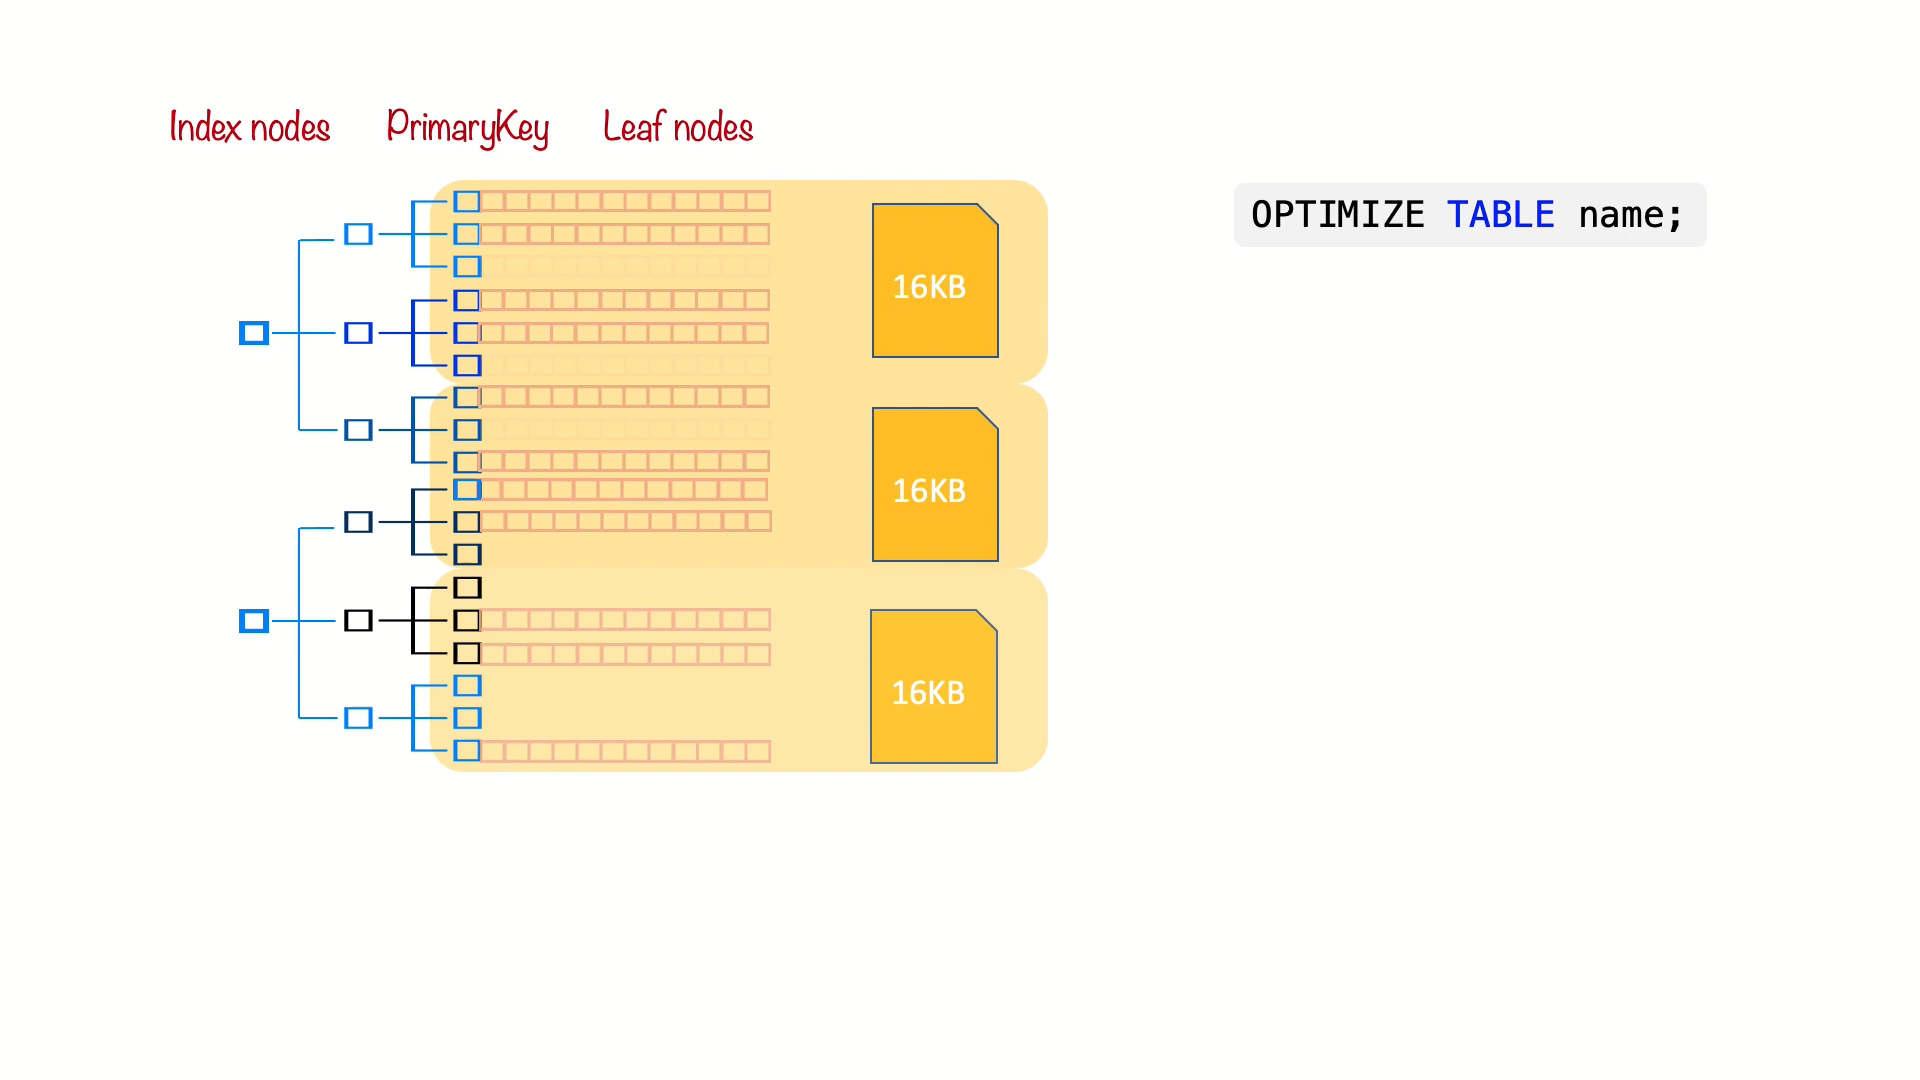 Index nodes PrimaryKey Leaf nodes
OPTIMIZE TABLE name;
16KB
16KB
16KB